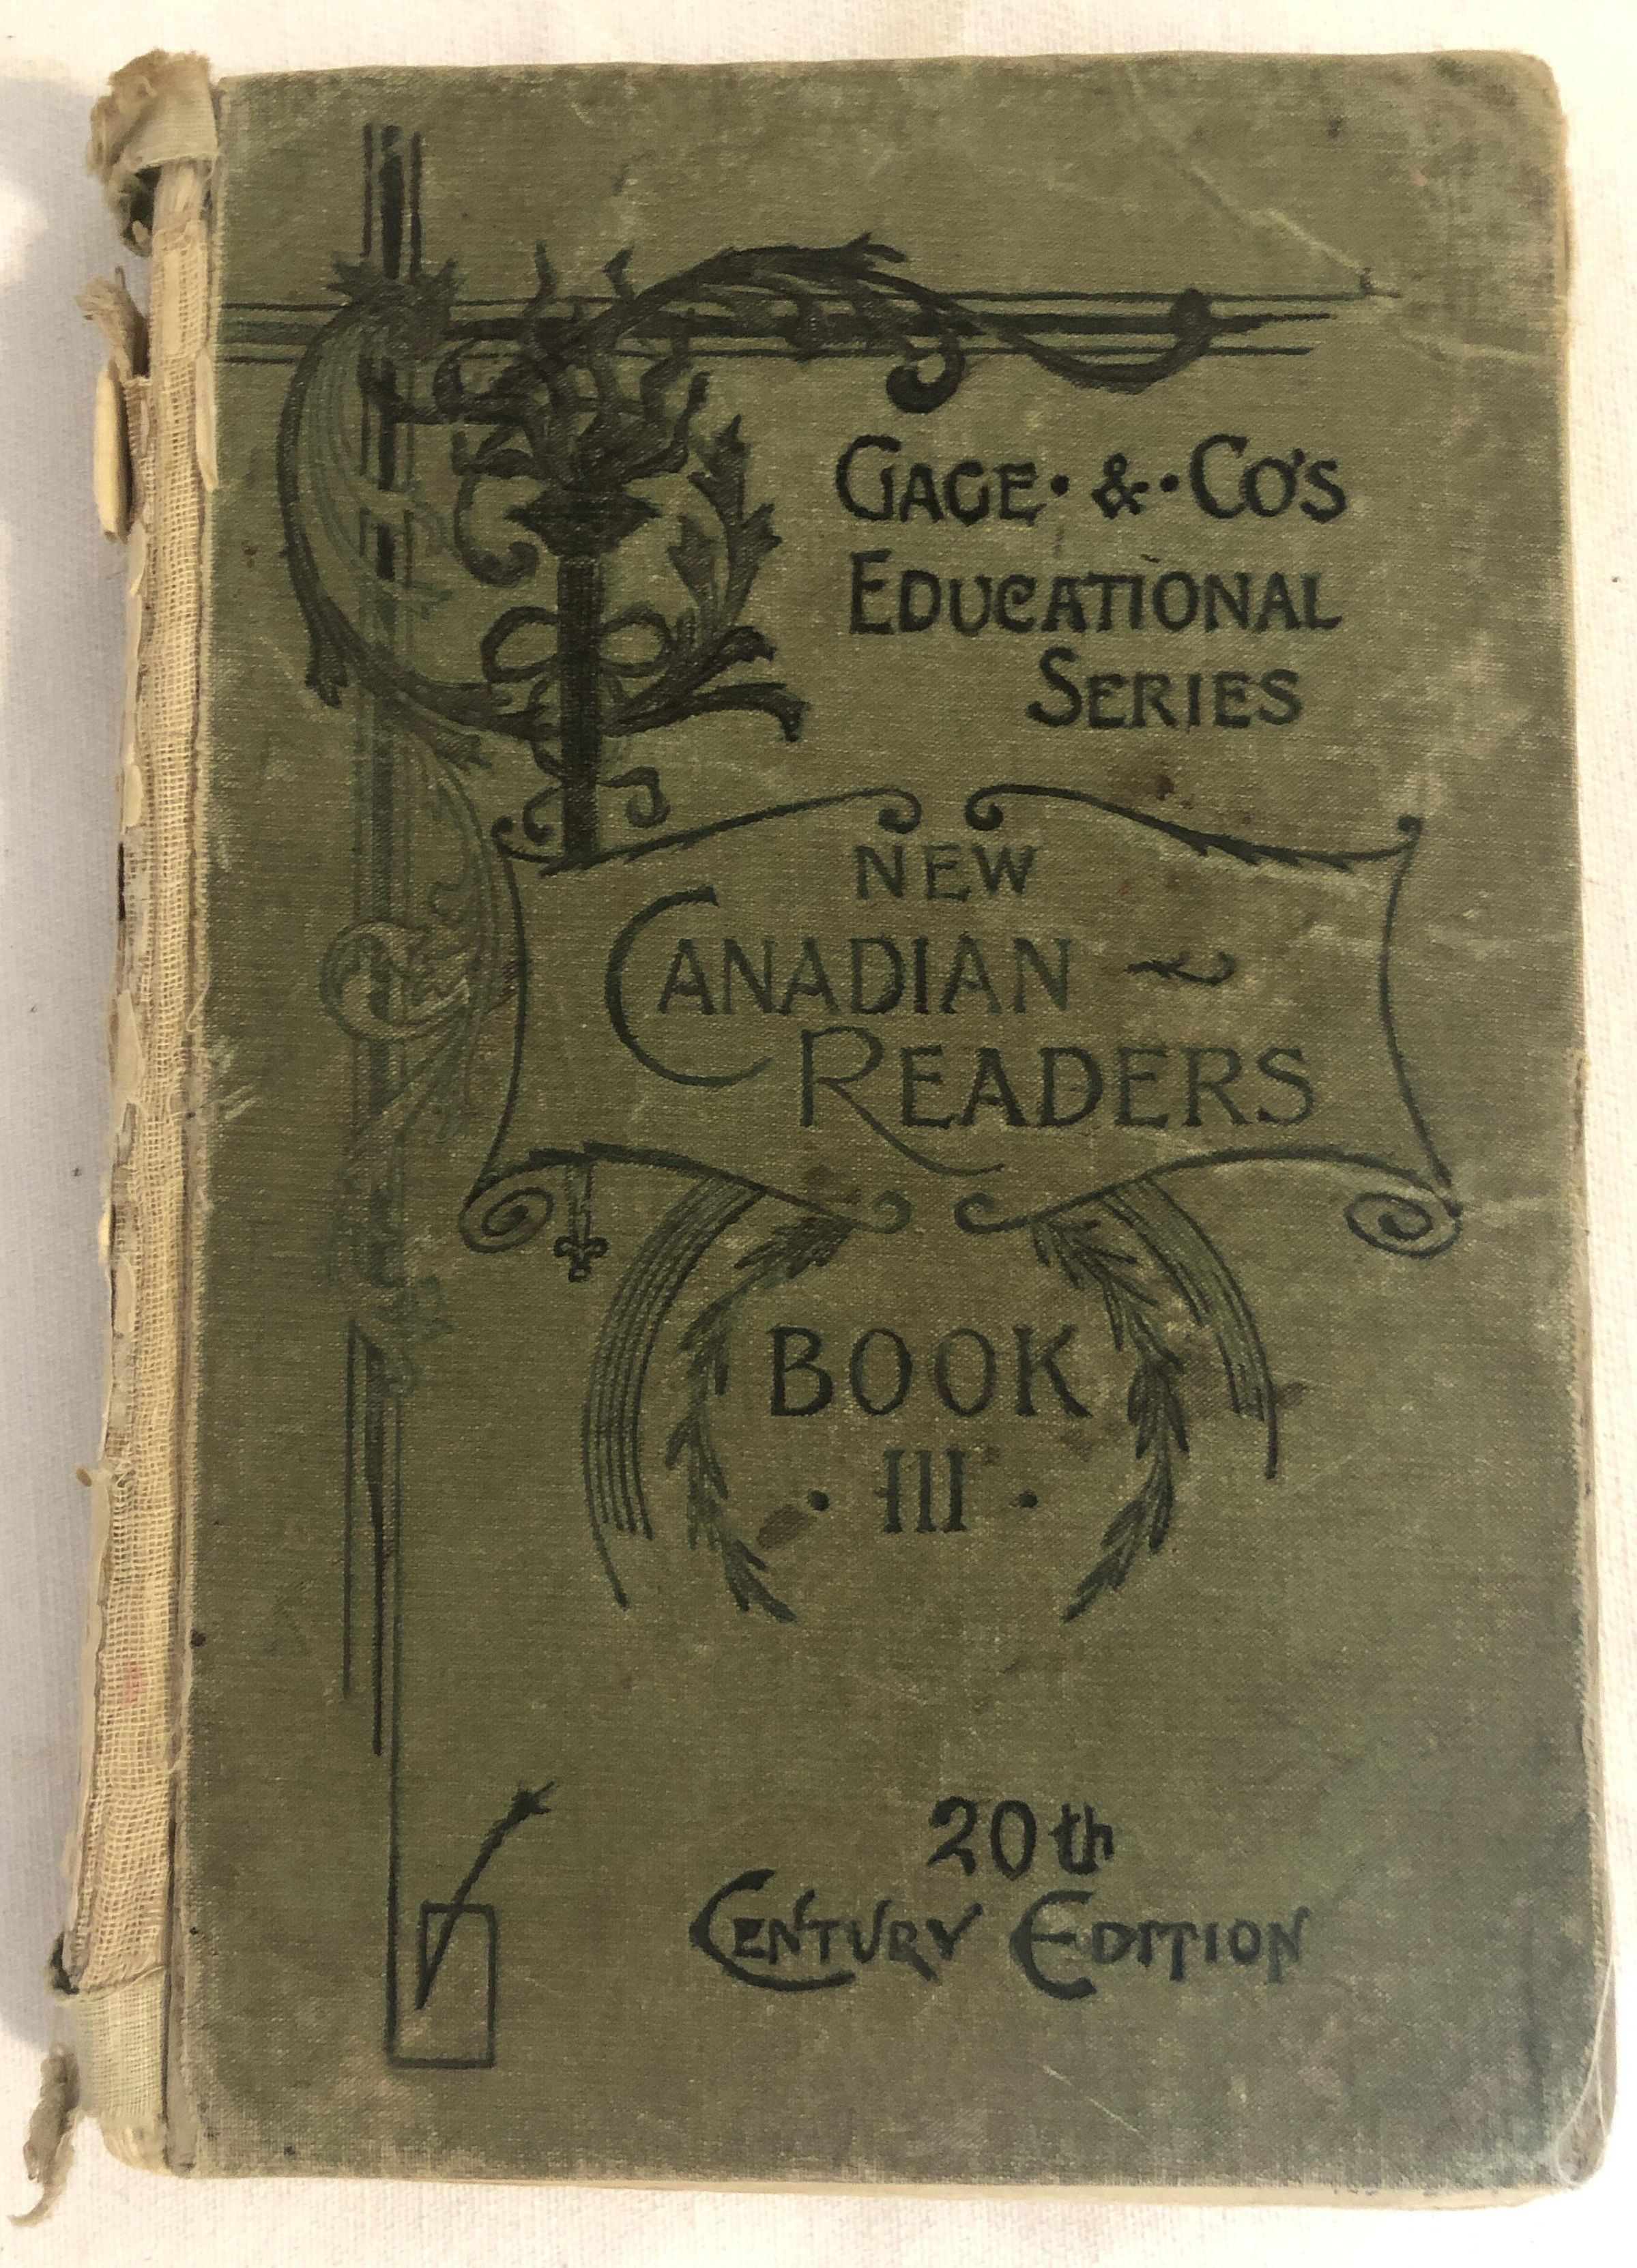 GAGE · & · CO'S
EDUCATIONAL
SERIES
NEW
CANADIAN ~
READERS
BOOK
· III ·
20th
CENTURY EDITION